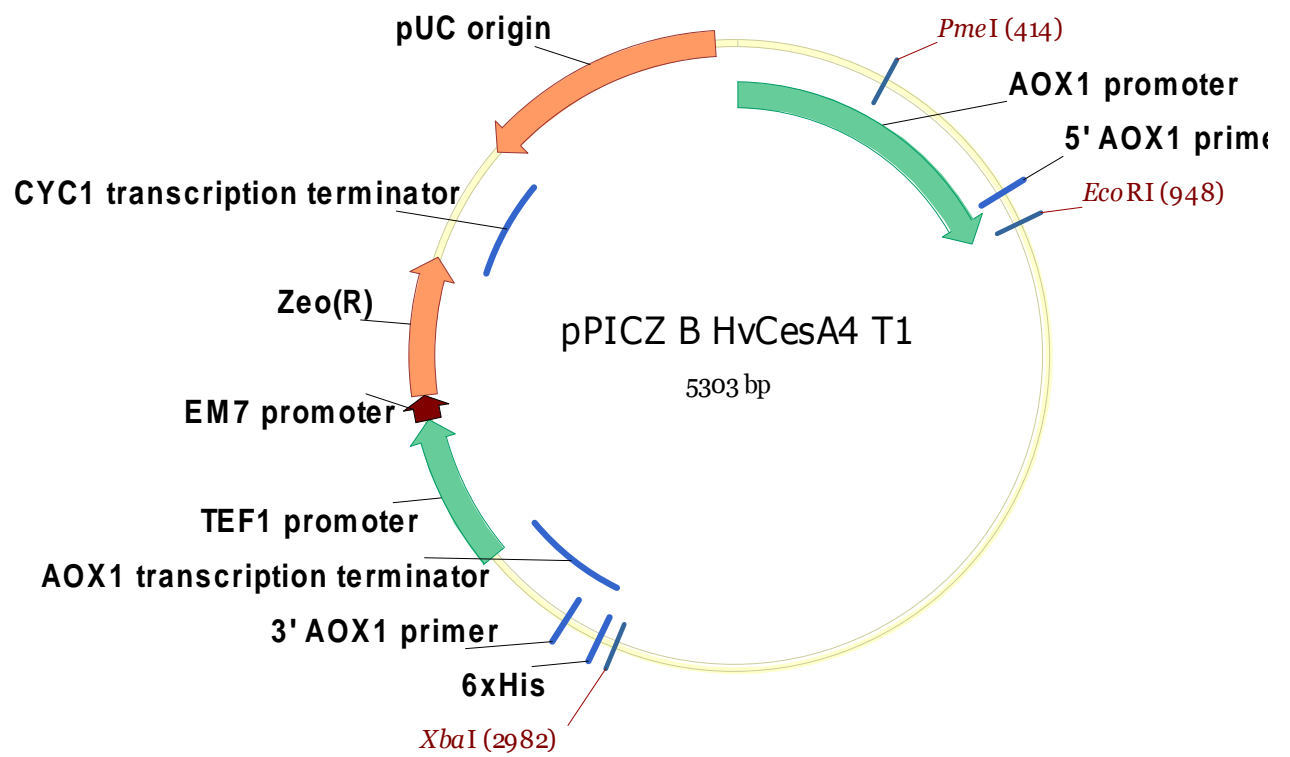 pUC origin
PmeI (414)
AOX1 promoter
5' AOX1 prime
CYC1 transcription terminator
EcoRI (948)
Zeo(R)
pPICZ B HvCesA4 T1
5303 bp
EM7 promoter
TEF1 promoter
AOX1 transcription terminator
3' AOX1 primer
6xHis
XbaI (2982)